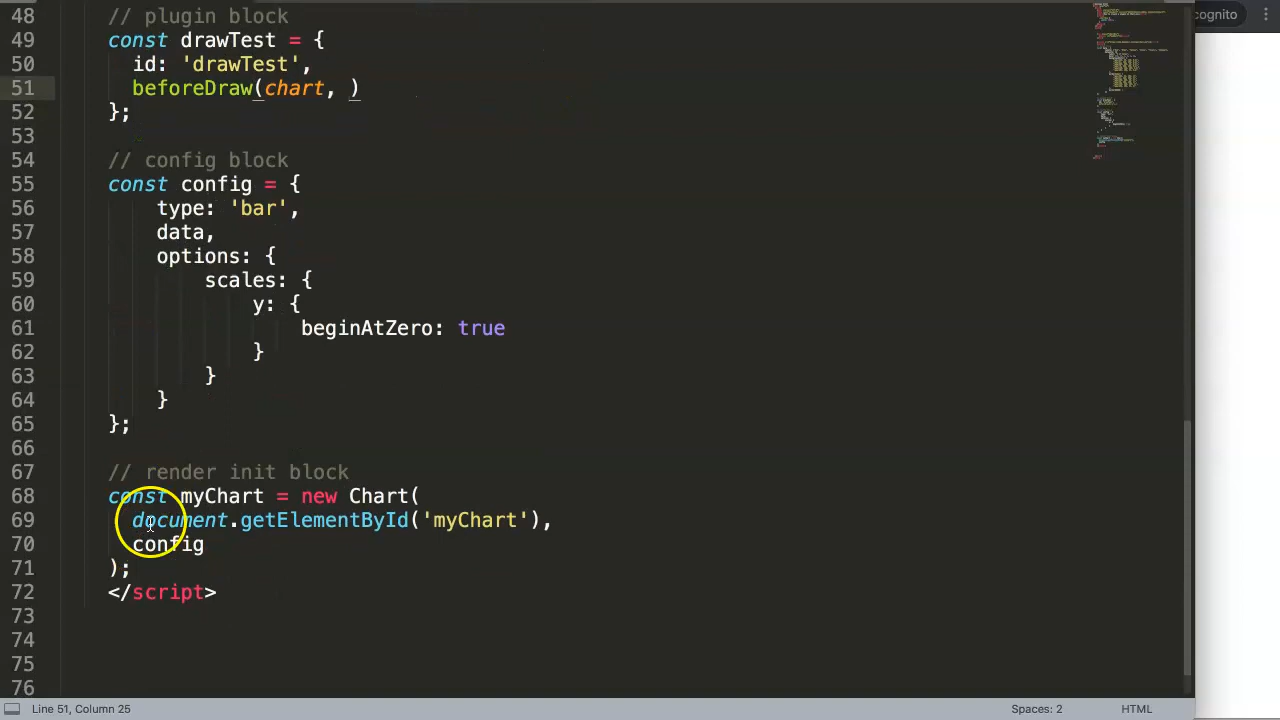 48 // plugin block
49 const drawTest = {
50 id: 'drawTest',
51 beforeDraw(chart, )
52 };
53
54 // config block
55 const config = {
56 type: 'bar',
57 data,
58 options: {
59 scales: {
60 y: {
61 beginAtZero: true
62 }
63 }
64 }
65 };
66
67 // render init block
68 const myChart = new Chart(
69 document.getElementById('myChart'),
70 config
71 );
72 </script>
73
74
75
76
cognito
Line 51, Column 25 Spaces: 2 HTML